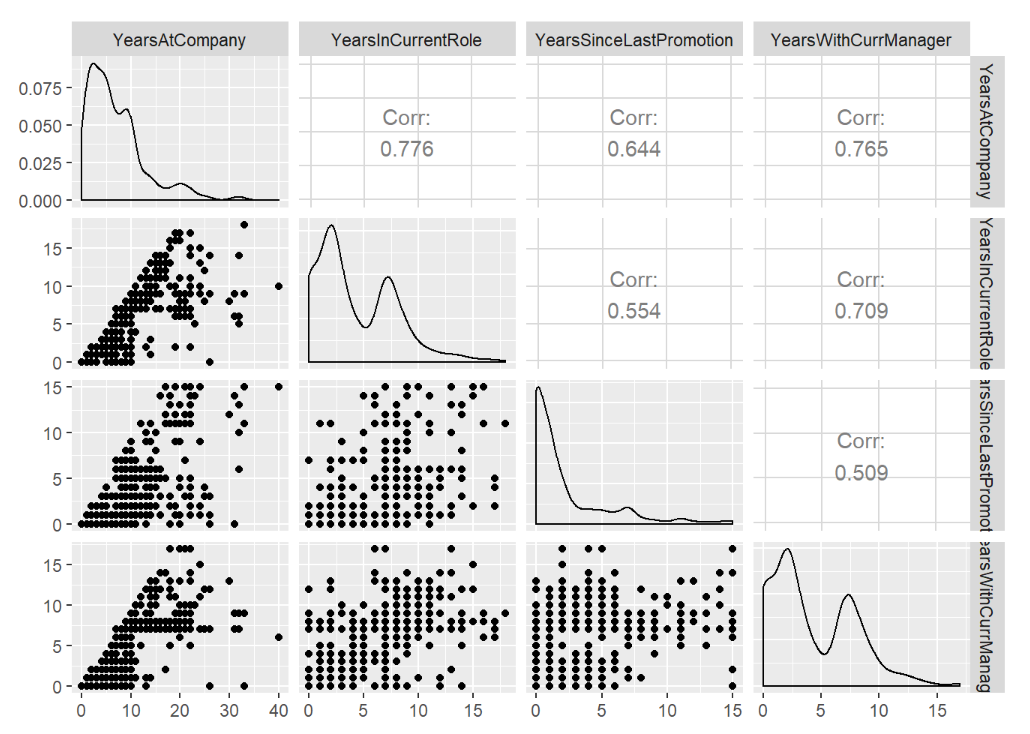 YearsAtCompany YearsInCurrentRole YearsSinceLastPromotion YearsWithCurrManager
0.075
0.050
0.025
0.000
Corr:
0.776
Corr:
0.644
Corr:
0.765
YearsAtCompany
15
10
5
0
Corr:
0.554
Corr:
0.709
YearsInCurrentRole
15
10
5
0
Corr:
0.509
arsSinceLastPromot
15
10
5
0
earsWithCurrManag
0 10 20 30 40 0 5 10 15 0 5 10 15 0 5 10 15